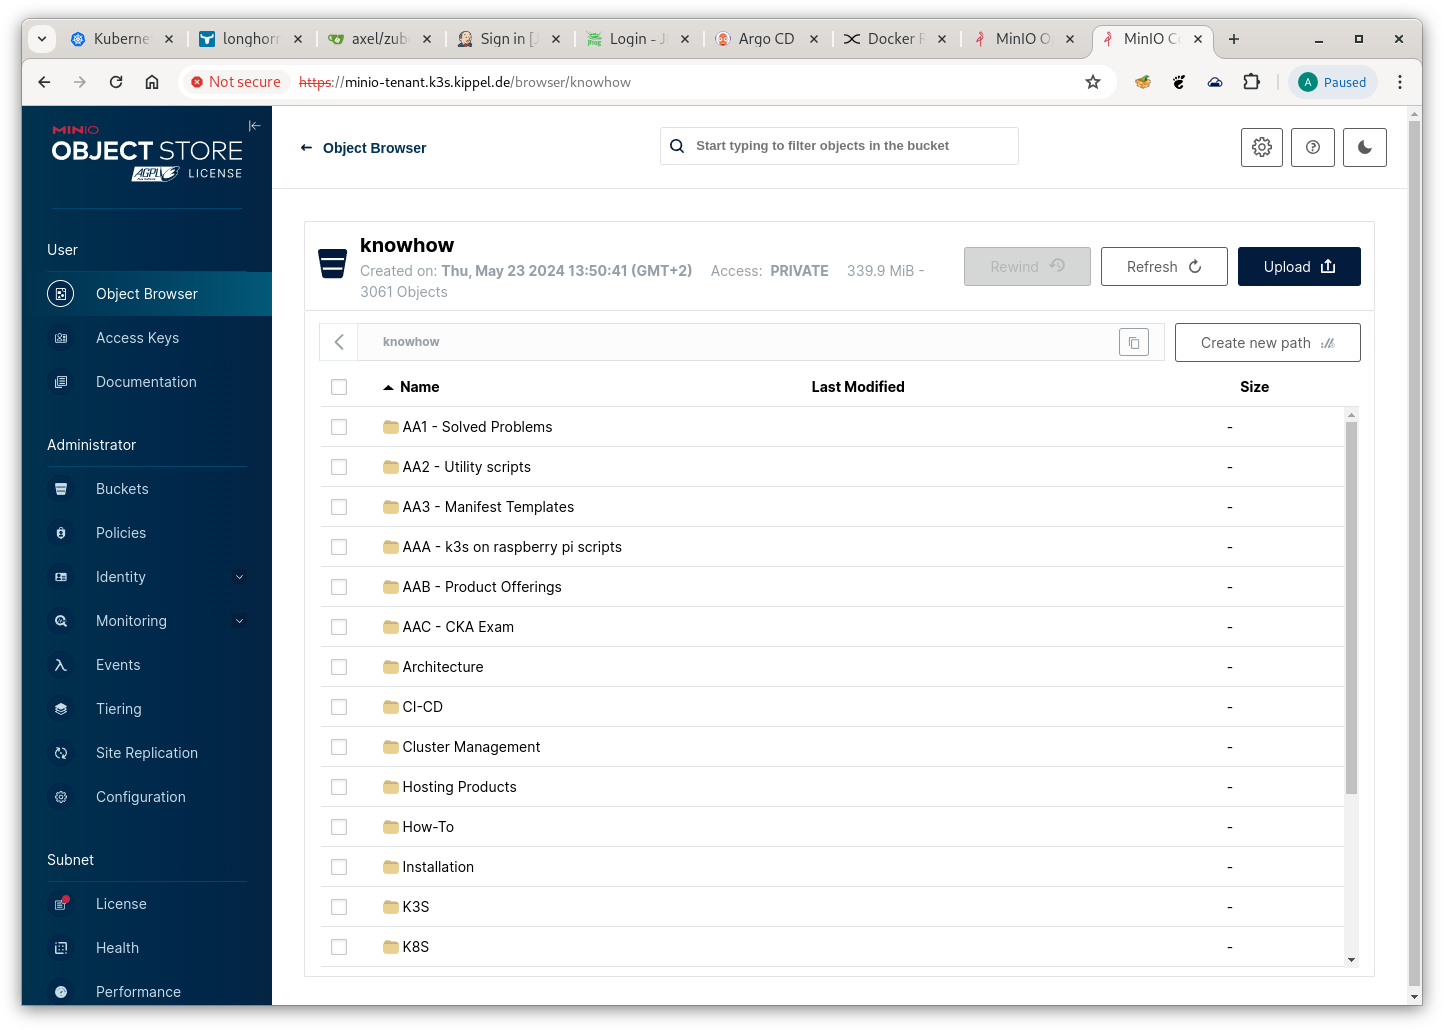 Kuberne
longhorn
axel/zub
Sign in [J
Login - J
Argo CD
Docker R
MinIO O
MinIO C
Not secure
https://minio-tenant.k3s.kippel.de/browser/knowhow
A
Paused
MINIO
OBJECT STORE
AGPL LICENSE
User
Object Browser
Access Keys
Documentation
Administrator
Buckets
Policies
Identity
Monitoring
Events
Tiering
Site Replication
Configuration
Subnet
License
Health
Performance
Object Browser
Start typing to filter objects in the bucket
knowhow
Created on: Thu, May 23 2024 13:50:41 (GMT+2) Access: PRIVATE 339.9 MiB -
3061 Objects
Rewind
Refresh
Upload
knowhow
Create new path
Name Last Modified Size
AA1 - Solved Problems -
AA2 - Utility scripts -
AA3 - Manifest Templates -
AAA - k3s on raspberry pi scripts -
AAB - Product Offerings -
AAC - CKA Exam -
Architecture -
CI-CD -
Cluster Management -
Hosting Products -
How-To -
Installation -
K3S -
K8S -